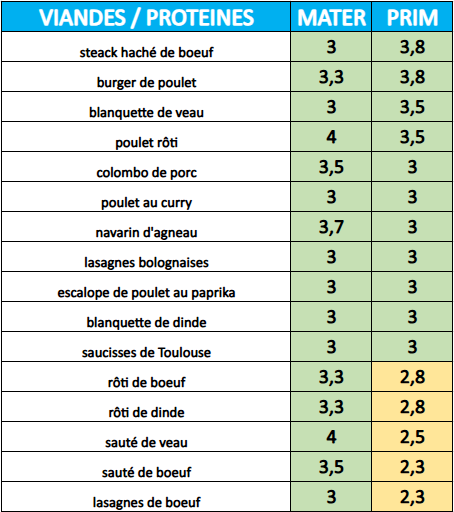 VIANDES / PROTEINES MATER PRIM
steack haché de boeuf 3 3,8
burger de poulet 3,3 3,8
blanquette de veau 3 3,5
poulet rôti 4 3,5
colombo de porc 3,5 3
poulet au curry 3 3
navarin d'agneau 3,7 3
lasagnes bolognaises 3 3
escalope de poulet au paprika 3 3
blanquette de dinde 3 3
saucisses de Toulouse 3 3
rôti de boeuf 3,3 2,8
rôti de dinde 3,3 2,8
sauté de veau 4 2,5
sauté de boeuf 3,5 2,3
lasagnes de boeuf 3 2,3